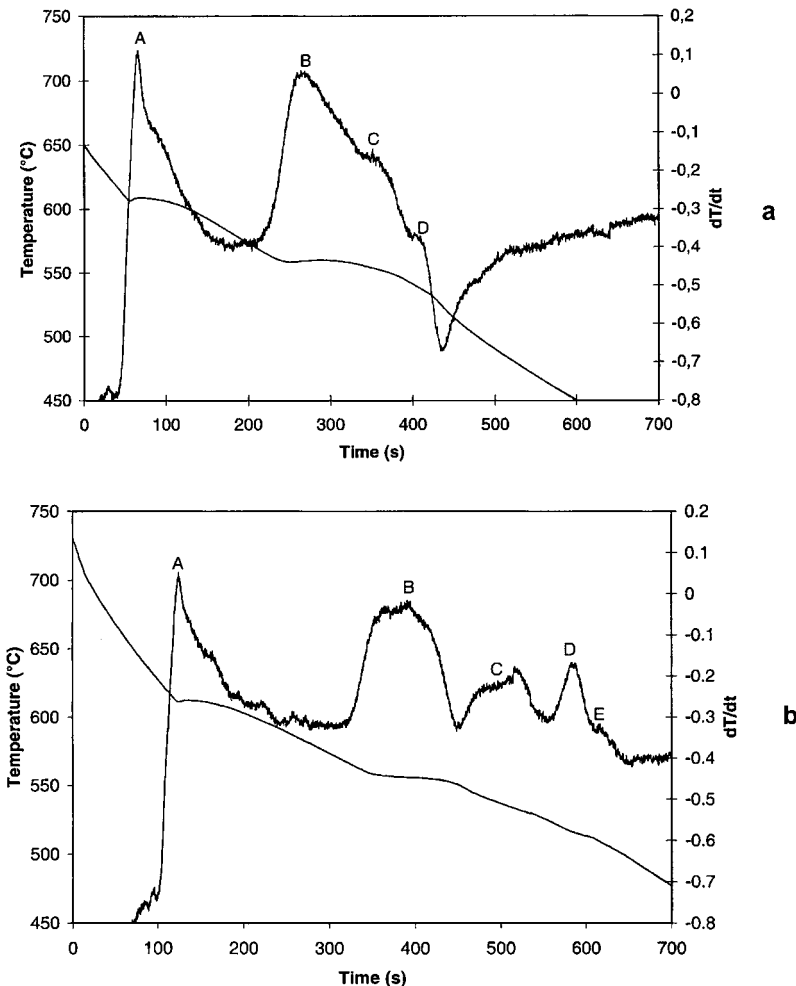 750
700
650
600
550
500
450
Temperature (°C)
0,2
0,1
0
-0,1
-0,2
-0,3
-0,4
-0,5
-0,6
-0,7
-0,8
dT/dt
A
B
C
D
0 100 200 300 400 500 600 700
Time (s)
a
750
700
650
600
550
500
450
Temperature (°C)
0.2
0.1
0
-0.1
-0.2
-0.3
-0.4
-0.5
-0.6
-0.7
-0.8
dT/dt
A
B
C
D
E
0 100 200 300 400 500 600 700
Time (s)
b